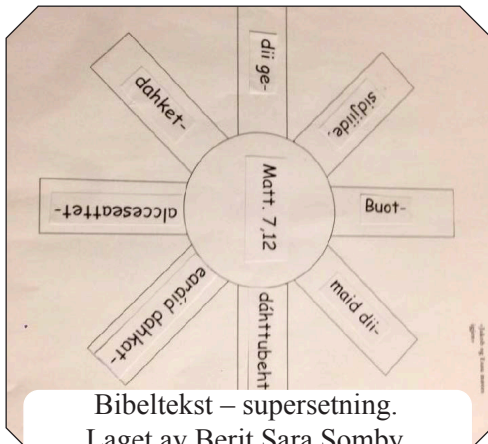 Matt. 7,12
Buot-
maid dii-
dáhttubeht
earáid dahkat-
alcceseattet-
dahket-
dii ge-
sidjiide.
Bibeltekst – supersetning.
Laget av Berit Sara Somby